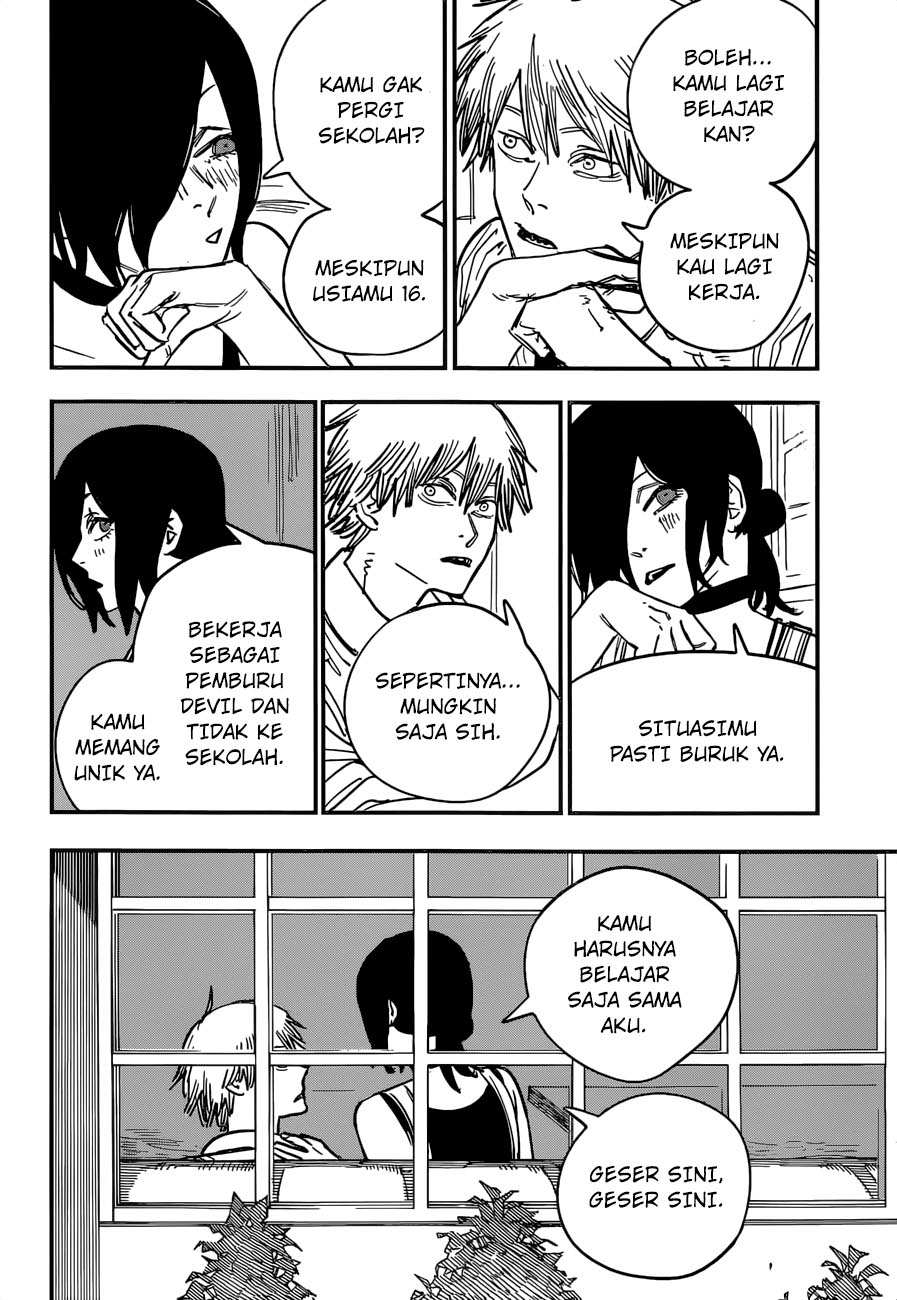 BOLEH...
KAMU LAGI
BELAJAR
KAN?
MESKIPUN
KAU LAGI
KERJA.
KAMU GAK
PERGI
SEKOLAH?
MESKIPUN
USIAMU 16.
SITUASIMU
PASTI BURUK YA.
SEPERTINYA...
MUNGKIN
SAJA SIH.
BEKERJA
SEBAGAI
PEMBURU
DEVIL DAN
TIDAK KE
SEKOLAH.
KAMU
MEMANG
UNIK YA.
KAMU
HARUSNYA
BELAJAR
SAJA SAMA
AKU.
GESER SINI,
GESER SINI.